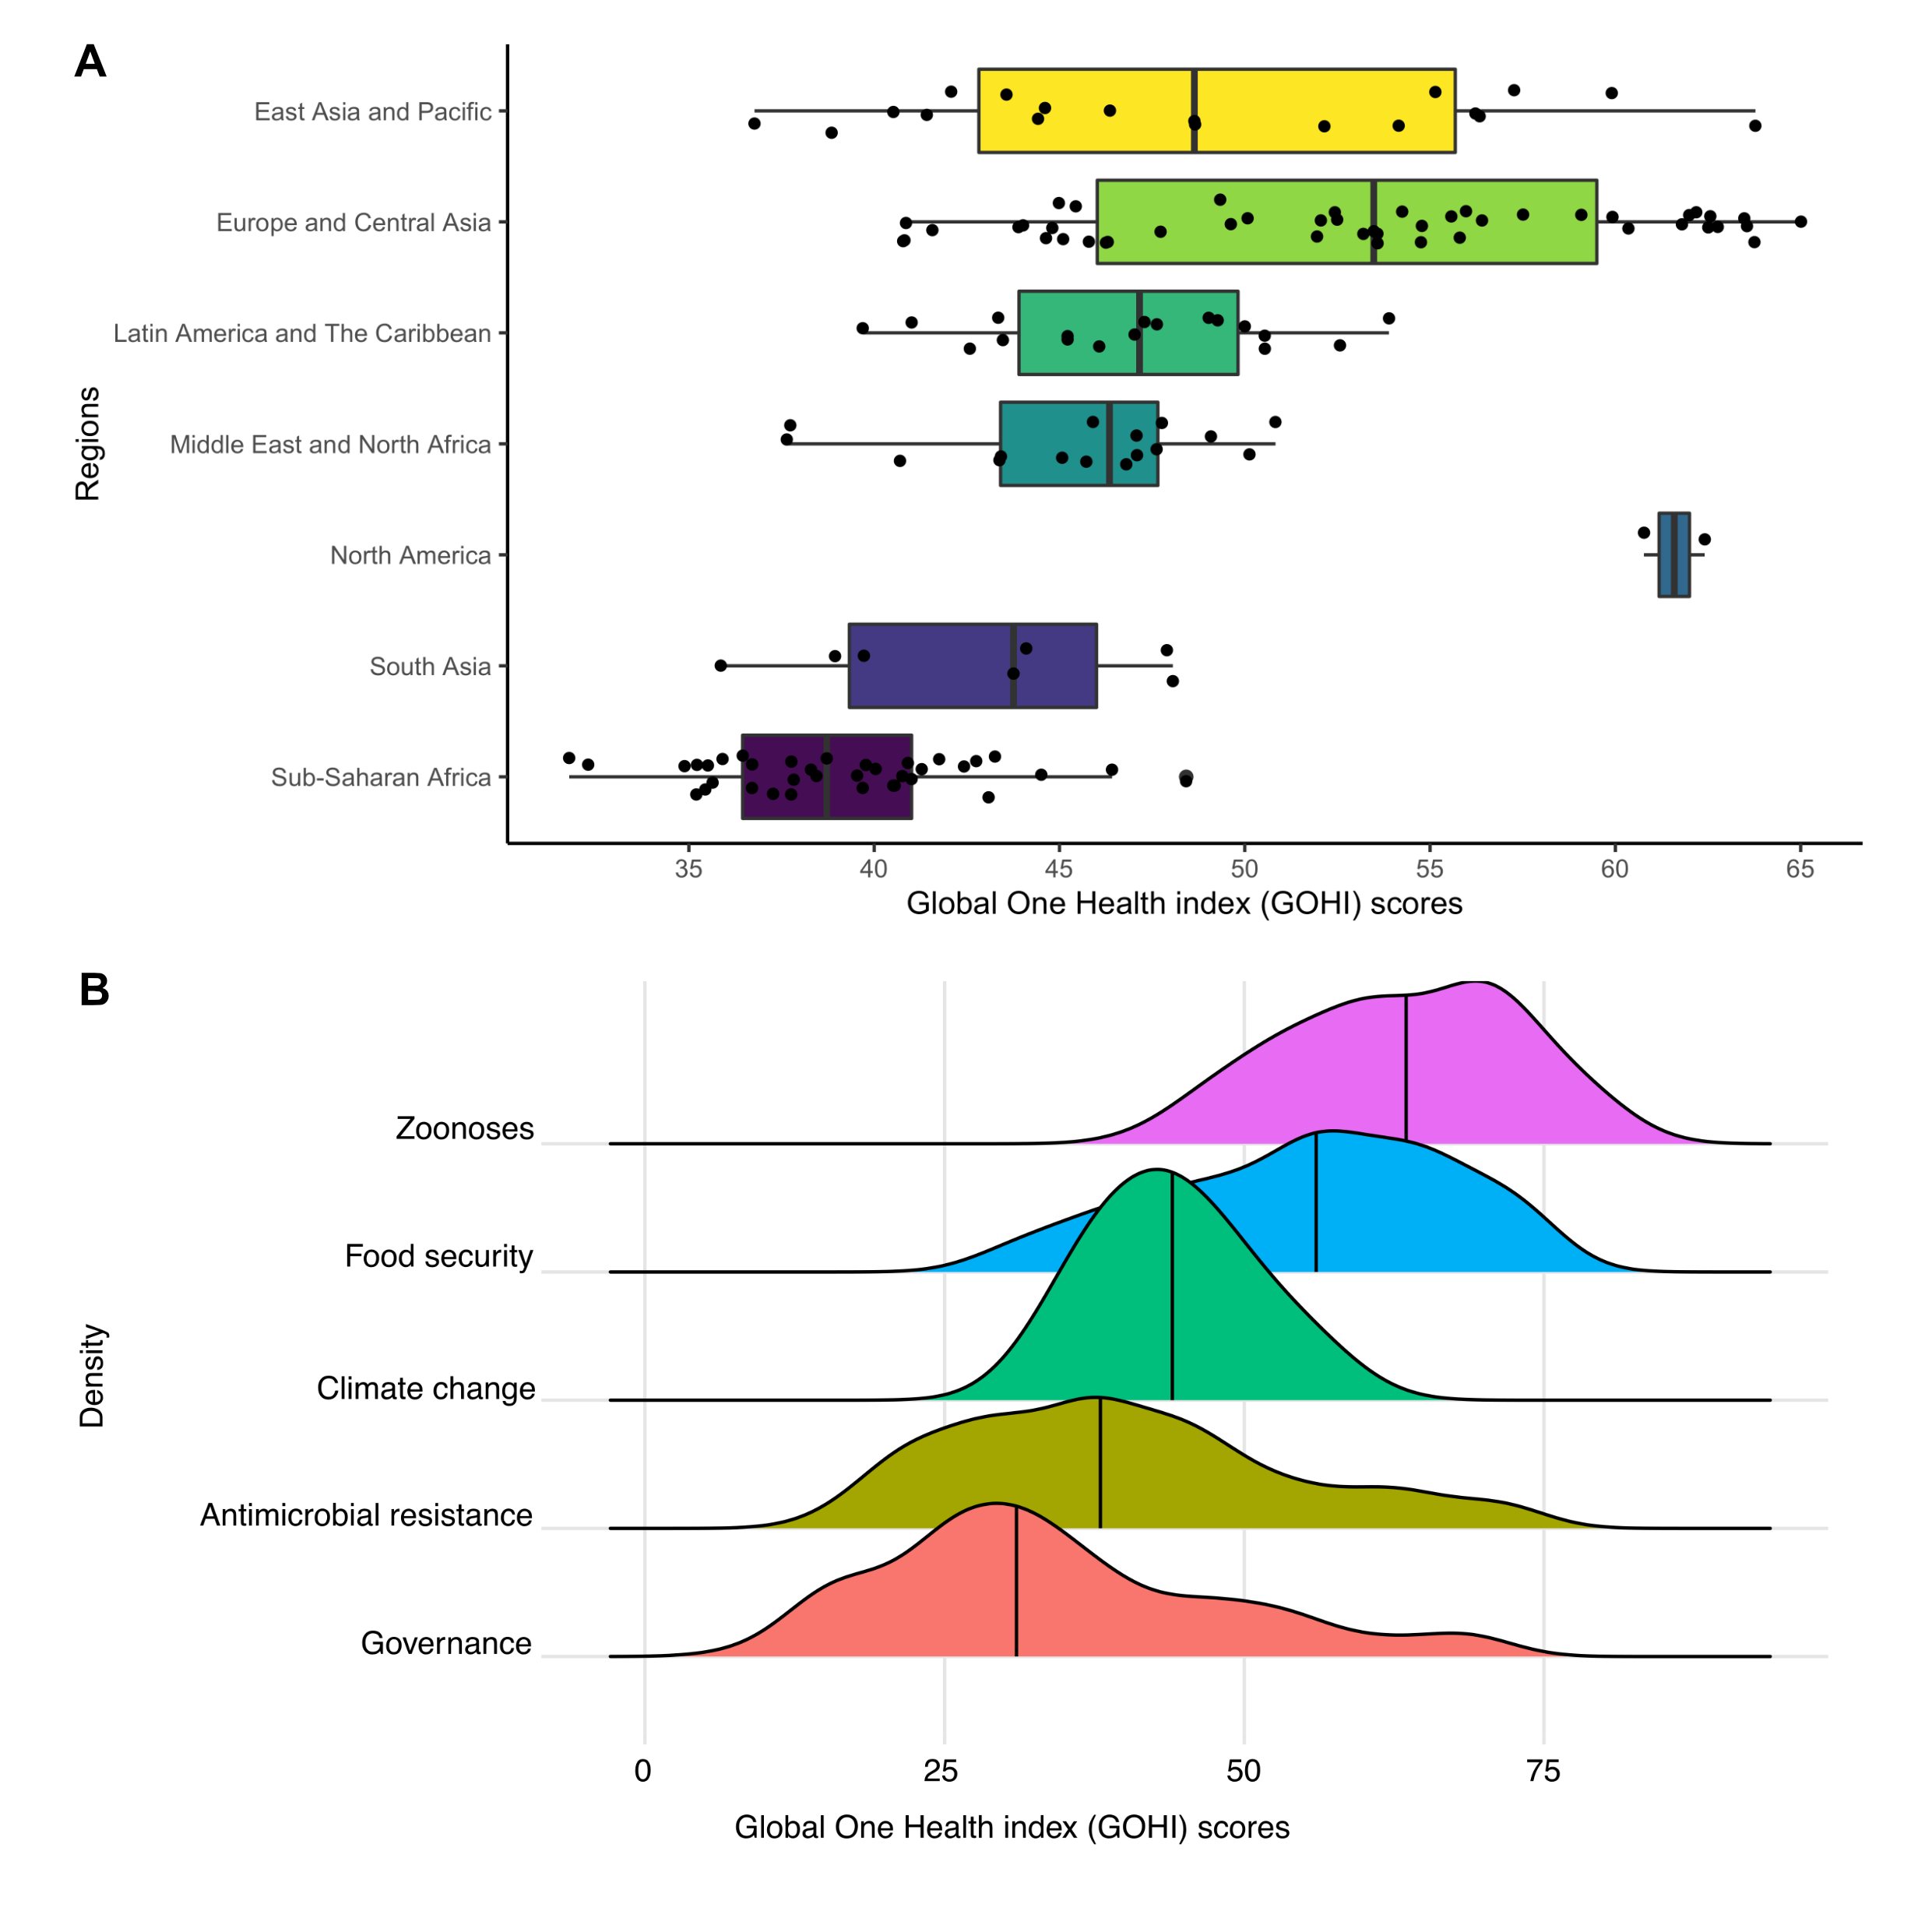 A
East Asia and Pacific
Europe and Central Asia
Latin America and The Caribbean
Middle East and North Africa
North America
South Asia
Sub-Saharan Africa
Regions
35 40 45 50 55 60 65
Global One Health index (GOHI) scores
B
Zoonoses
Food security
Climate change
Antimicrobial resistance
Governance
Density
0 25 50 75
Global One Health index (GOHI) scores